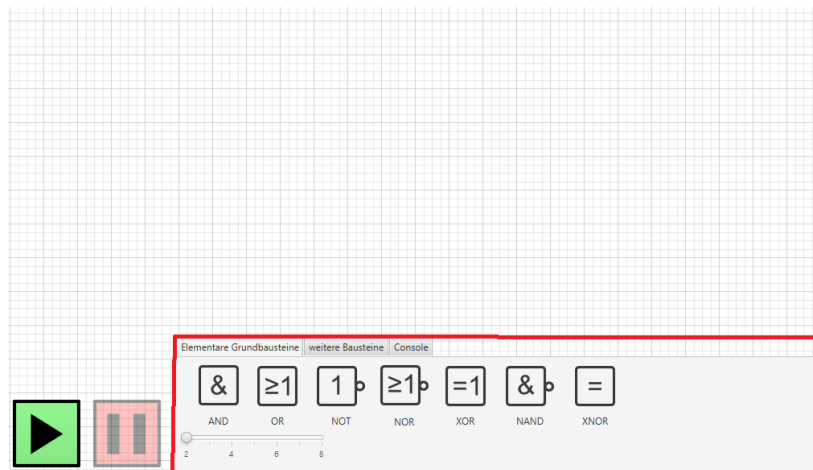 Elementare Grundbausteine weitere Bausteine Console
& ≥1 1 ≥1 =1 & =
AND OR NOT NOR XOR NAND XNOR
2 4 6 8